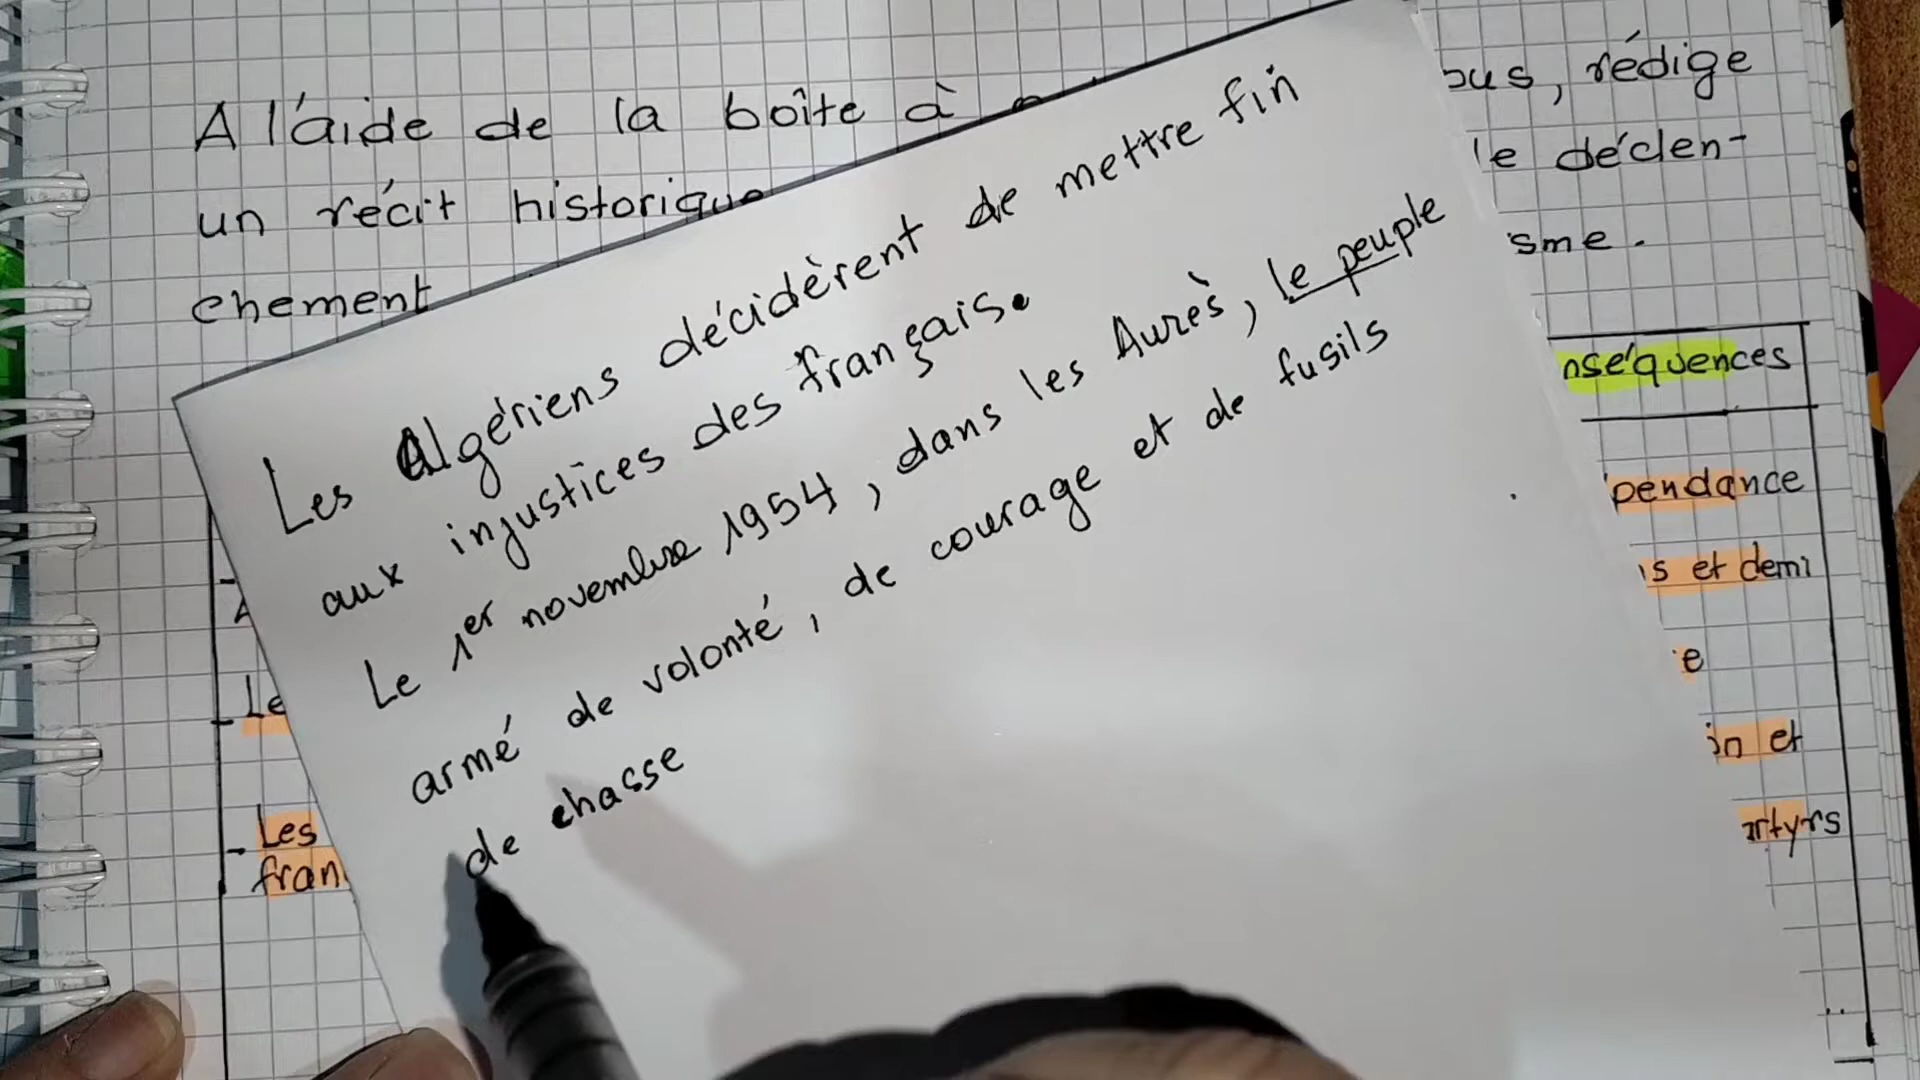 A l'aide de la boîte à
ous, rédige
un récit historique
le déclen-
chement
sme.
Les Algériens décidèrent de mettre fin
aux injustices des français.
Le 1er novembre 1954, dans les Aurès, le peuple
armé de volonté, de courage et de fusils
de chasse
nséquences
pendance
s et demi
e
in et
artyrs
- Le
- Les
fran